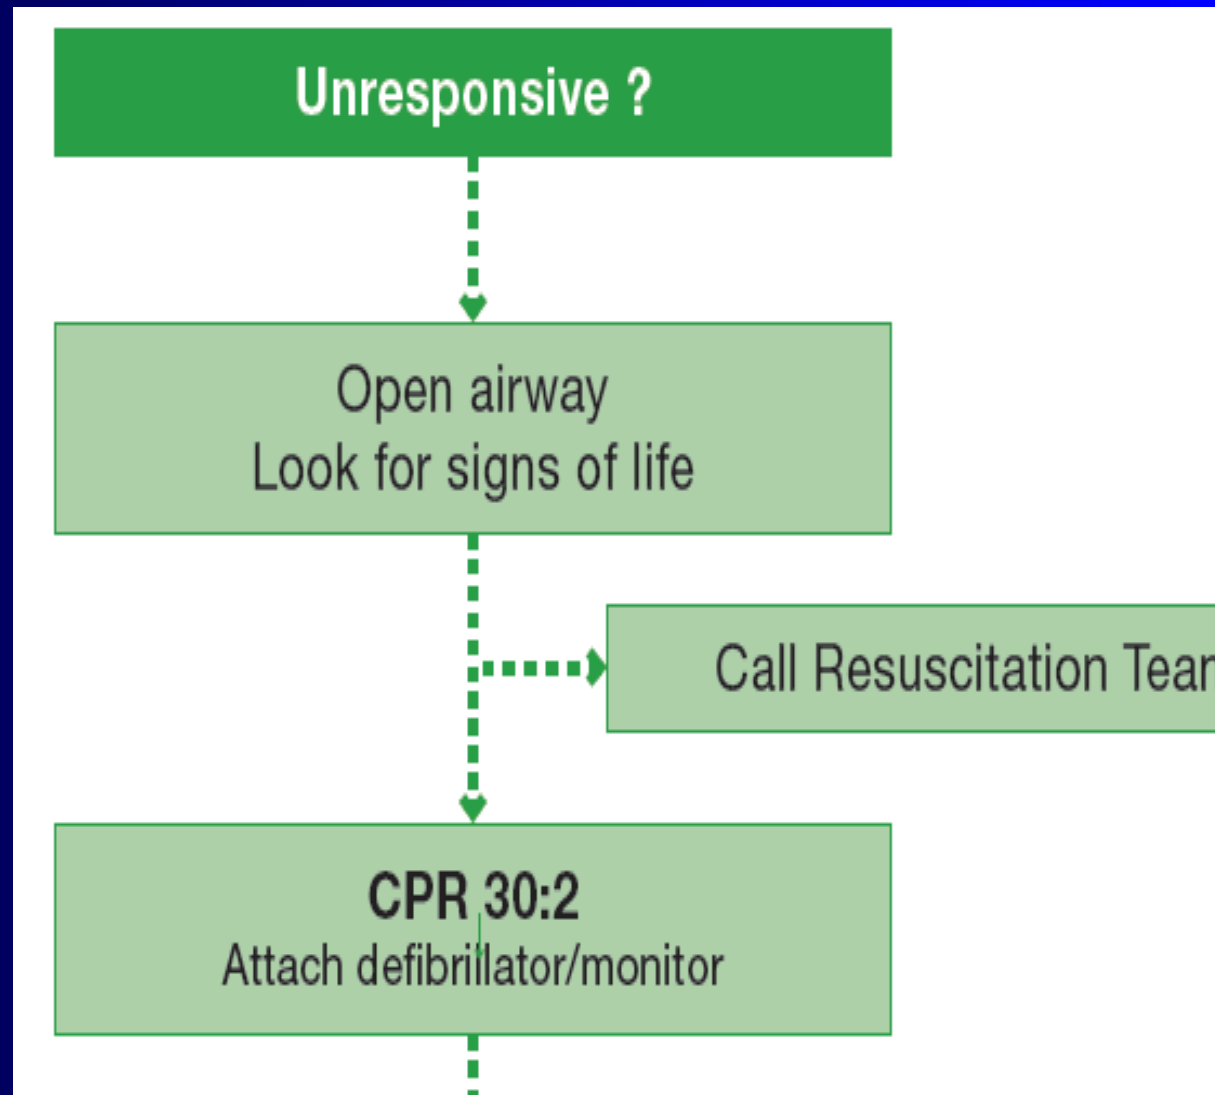 Unresponsive ?
Open airway
Look for signs of life
Call Resuscitation
CPR 30:2
Attach defibrillator/monitor